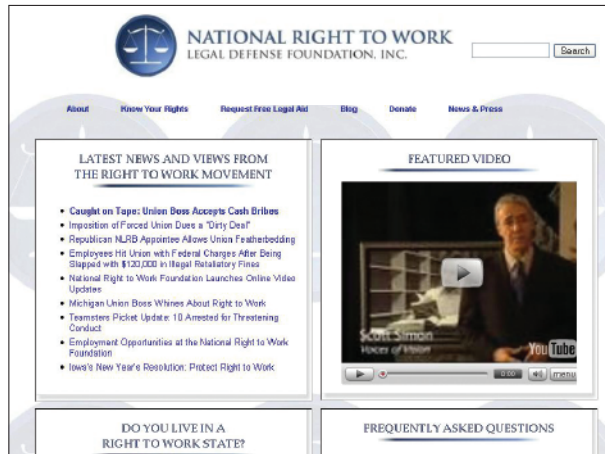 NATIONAL RIGHT TO WORK
LEGAL DEFENSE FOUNDATION, INC.
Search
About Know Your Rights Request Free Legal Aid Blog Donate News & Press
LATEST NEWS AND VIEWS FROM
THE RIGHT TO WORK MOVEMENT
Caught on Tape: Union Boss Accepts Cash Bribes
Imposition of Forced Union Dues a "Dirty Deal"
Republican NLRB Appointee Allows Union Featherbedding
Employees Hit Union with Federal Charges After Being
Slapped with $120,000 in Illegal Retaliatory Fines
National Right to Work Foundation Launches Online Video
Updates
Michigan Union Boss Whines About Right to Work
Teamsters Picket Update: 10 Arrested for Threatening
Conduct
Employment Opportunities at the National Right to Work
Foundation
Iowa's New Year's Resolution: Protect Right to Work
FEATURED VIDEO
Scott Simon
Voices of Vision
YouTube
0:00
menu
DO YOU LIVE IN A
RIGHT TO WORK STATE?
FREQUENTLY ASKED QUESTIONS